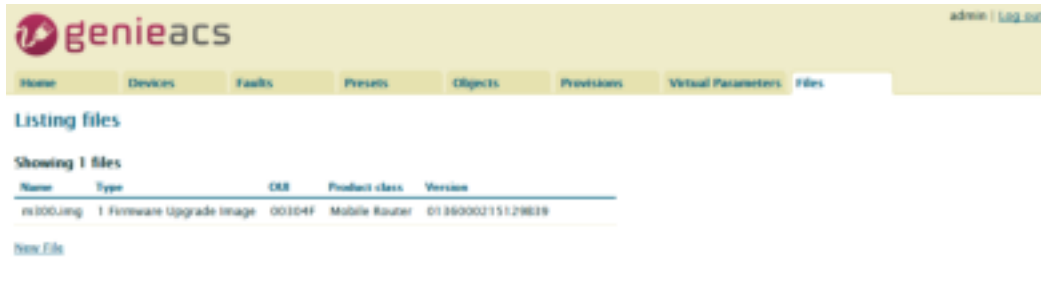 admin | Log out
genieacs
Home Devices Faults Presets Objects Provisions Virtual Parameters Files
Listing files
Showing 1 files
Name Type OUI Product class Version
m300.img 1 Firmware Upgrade Image 00304F Mobile Router 0136000215129839
New File